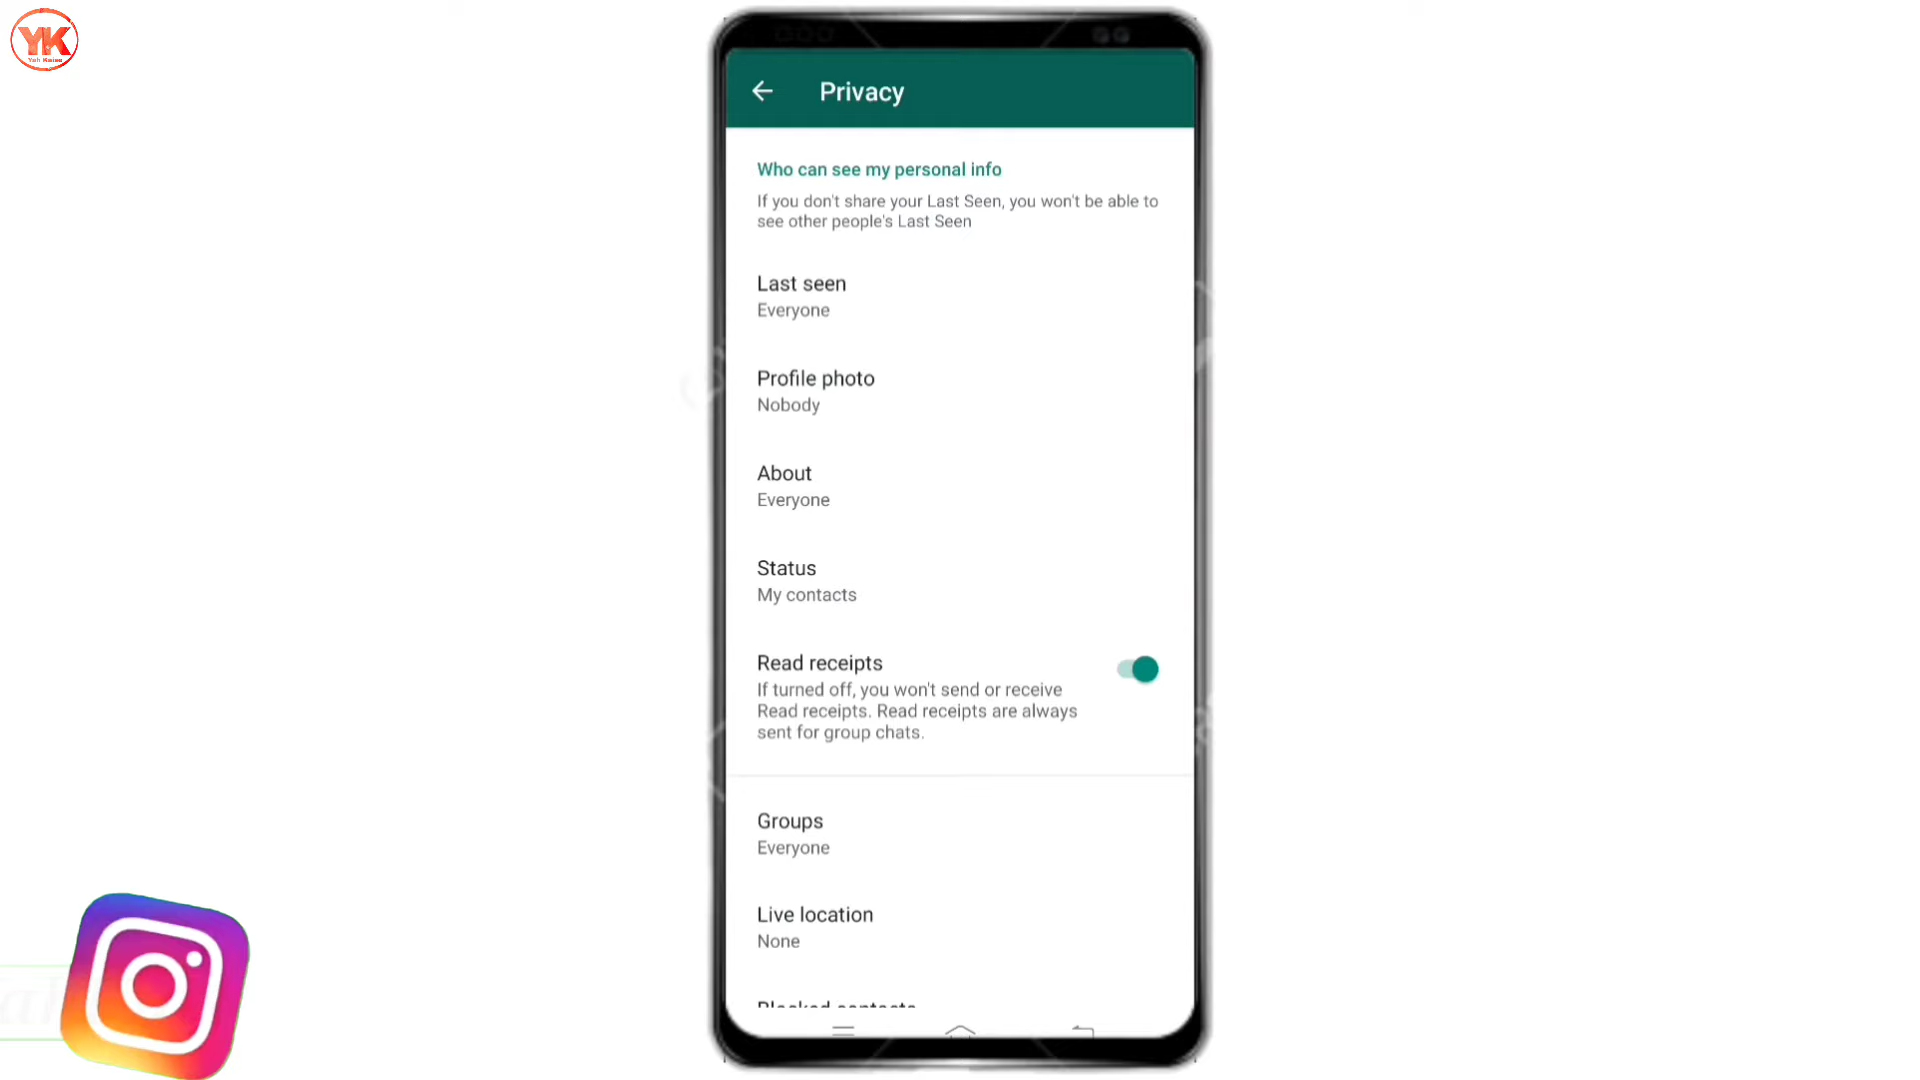 YK
Privacy
Who can see my personal info
If you don't share your Last Seen, you won't be able to
see other people's Last Seen
Last seen
Everyone
Profile photo
Nobody
About
Everyone
Status
My contacts
Read receipts
If turned off, you won't send or receive
Read receipts. Read receipts are always
sent for group chats.
Groups
Everyone
Live location
None
Blocked contacts